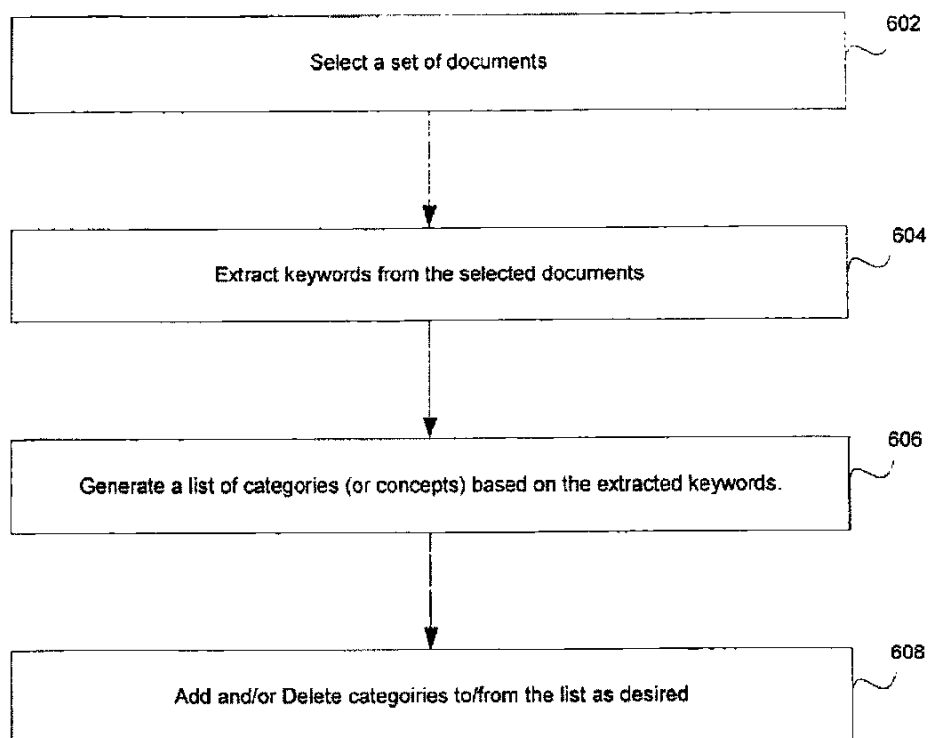 602
Select a set of documents
604
Extract keywords from the selected documents
606
Generate a list of categories (or concepts) based on the extracted keywords.
608
Add and/or Delete categoiries to/from the list as desired